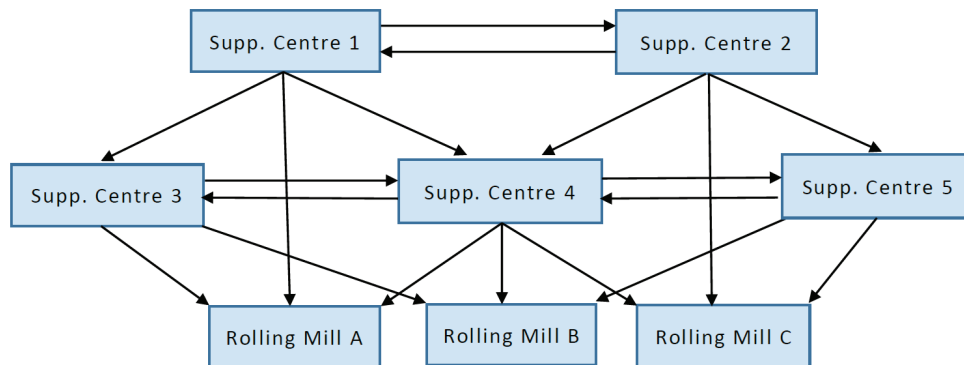 Supp. Centre 1
Supp. Centre 2
Supp. Centre 3
Supp. Centre 4
Supp. Centre 5
Rolling Mill A
Rolling Mill B
Rolling Mill C